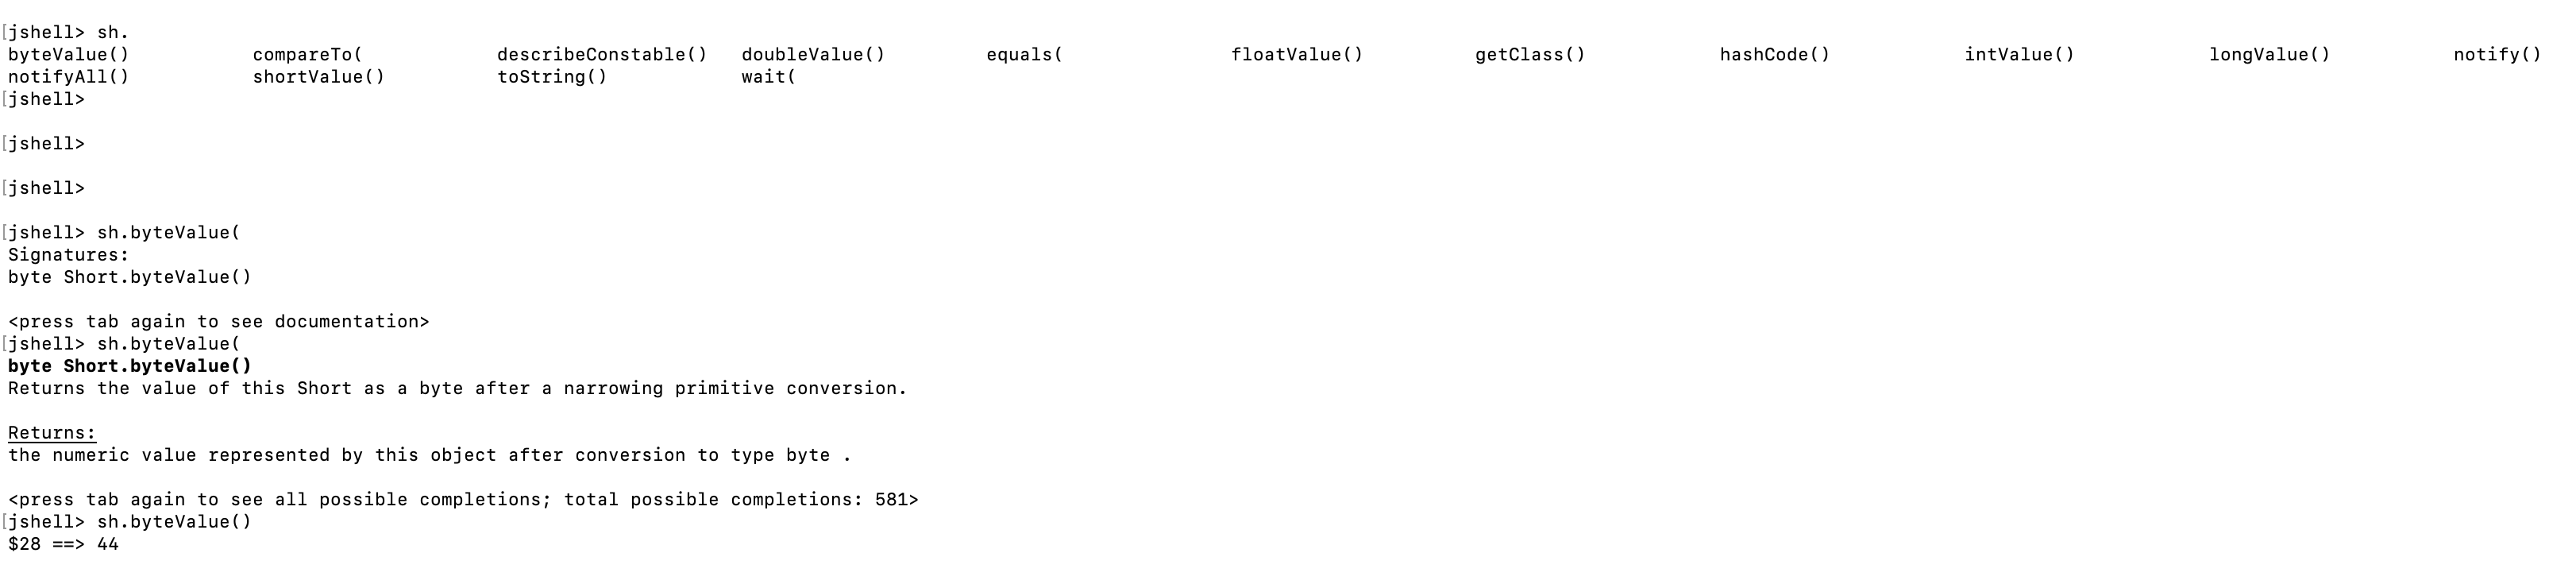 [jshell> sh.
byteValue() compareTo( describeConstable() doubleValue() equals( floatValue() getClass() hashCode() intValue() longValue() notify()
notifyAll() shortValue() toString() wait(
[jshell>
[jshell>
[jshell>
[jshell> sh.byteValue(
Signatures:
byte Short.byteValue()
<press tab again to see documentation>
[jshell> sh.byteValue(
byte Short.byteValue()
Returns the value of this Short as a byte after a narrowing primitive conversion.
Returns:
the numeric value represented by this object after conversion to type byte .
<press tab again to see all possible completions; total possible completions: 581>
[jshell> sh.byteValue()
$28 ==> 44